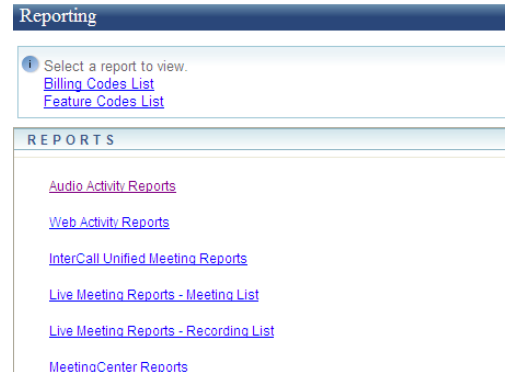 Reporting
Select a report to view.
Billing Codes List
Feature Codes List
REPORTS
Audio Activity Reports
Web Activity Reports
InterCall Unified Meeting Reports
Live Meeting Reports - Meeting List
Live Meeting Reports - Recording List
MeetingCenter Reports